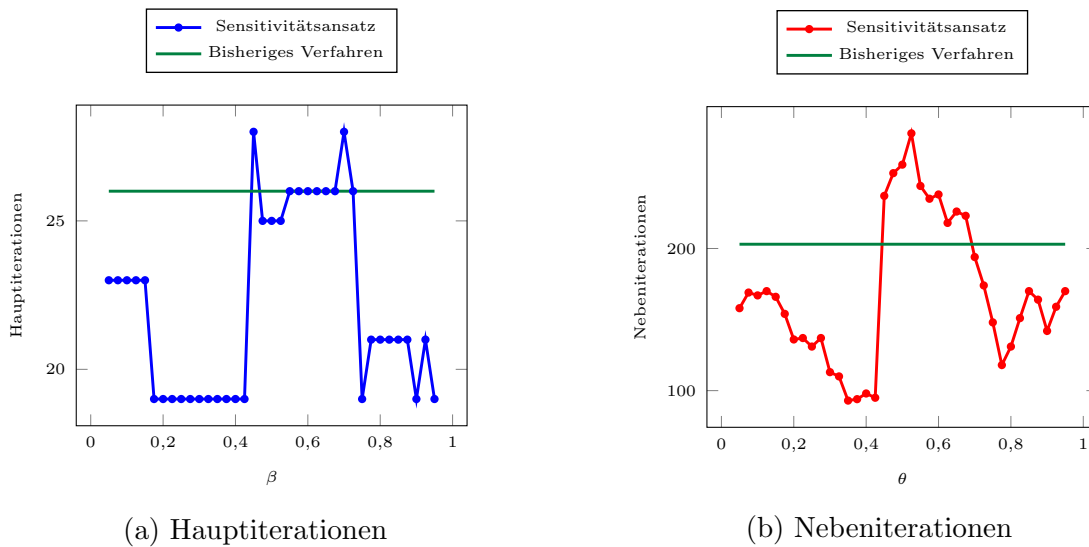 Sensitivitätsansatz
Bisheriges Verfahren
25
20
Hauptiterationen
0
0,2
0,4
0,6
0,8
1
β
(a) Hauptiterationen
Sensitivitätsansatz
Bisheriges Verfahren
200
100
Nebeniterationen
0
0,2
0,4
0,6
0,8
1
θ
(b) Nebeniterationen